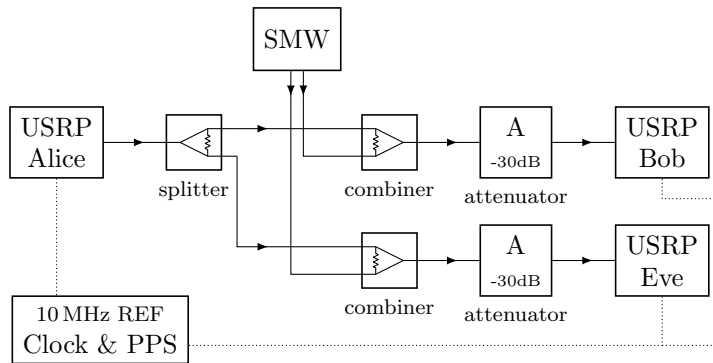 SMW
USRP
Alice
splitter
combiner
A
-30dB
attenuator
USRP
Bob
combiner
A
-30dB
attenuator
USRP
Eve
10 MHz REF
Clock & PPS